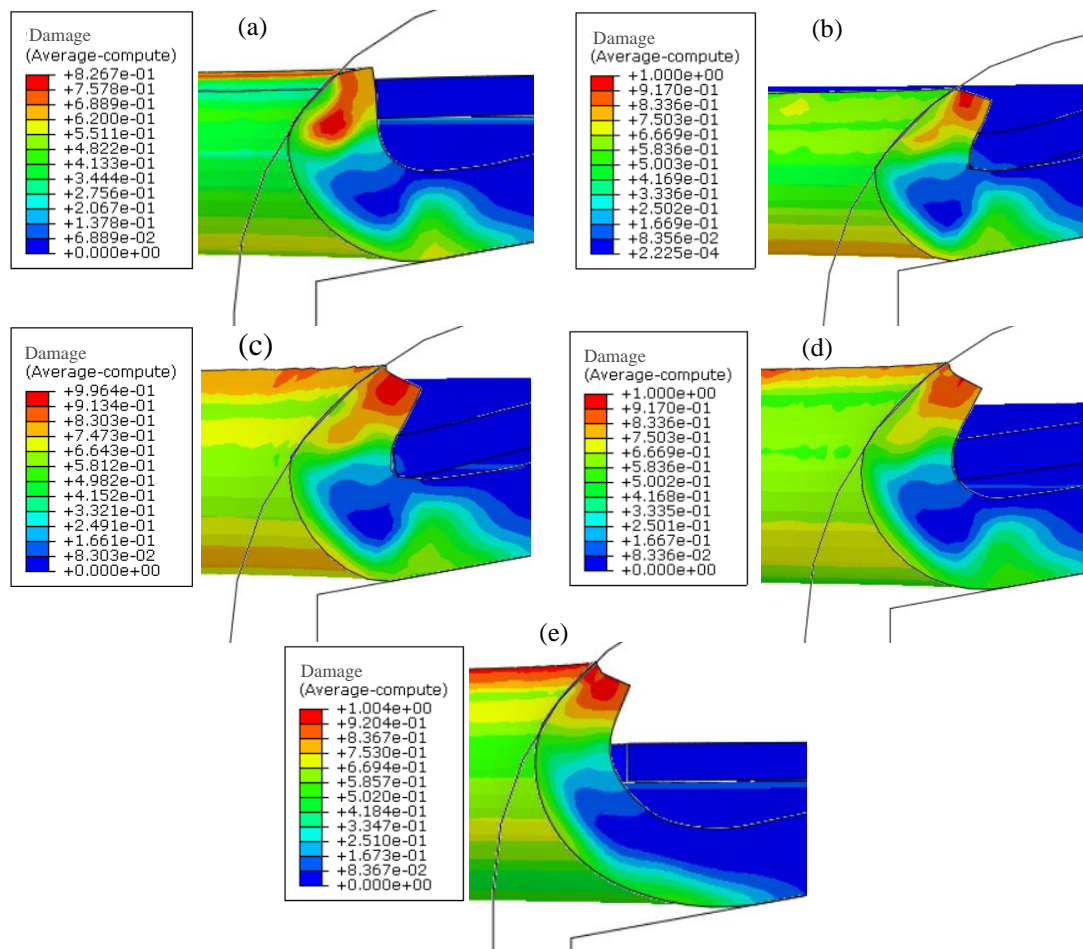 (a)
Damage
(Average-compute)
+8.267e-01
+7.578e-01
+6.889e-01
+6.200e-01
+5.511e-01
+4.822e-01
+4.133e-01
+3.444e-01
+2.756e-01
+2.067e-01
+1.378e-01
+6.889e-02
+0.000e+00
(b)
Damage
(Average-compute)
+1.000e+00
+9.170e-01
+8.336e-01
+7.503e-01
+6.669e-01
+5.836e-01
+5.003e-01
+4.169e-01
+3.336e-01
+2.502e-01
+1.669e-01
+8.356e-02
+2.225e-04
(c)
Damage
(Average-compute)
+9.964e-01
+9.134e-01
+8.303e-01
+7.473e-01
+6.643e-01
+5.812e-01
+4.982e-01
+4.152e-01
+3.321e-01
+2.491e-01
+1.661e-01
+8.303e-02
+0.000e+00
(d)
Damage
(Average-compute)
+1.000e+00
+9.170e-01
+8.336e-01
+7.503e-01
+6.669e-01
+5.836e-01
+5.002e-01
+4.168e-01
+3.335e-01
+2.501e-01
+1.667e-01
+8.336e-02
+0.000e+00
(e)
Damage
(Average-compute)
+1.004e+00
+9.204e-01
+8.367e-01
+7.530e-01
+6.694e-01
+5.857e-01
+5.020e-01
+4.184e-01
+3.347e-01
+2.510e-01
+1.673e-01
+8.367e-02
+0.000e+00